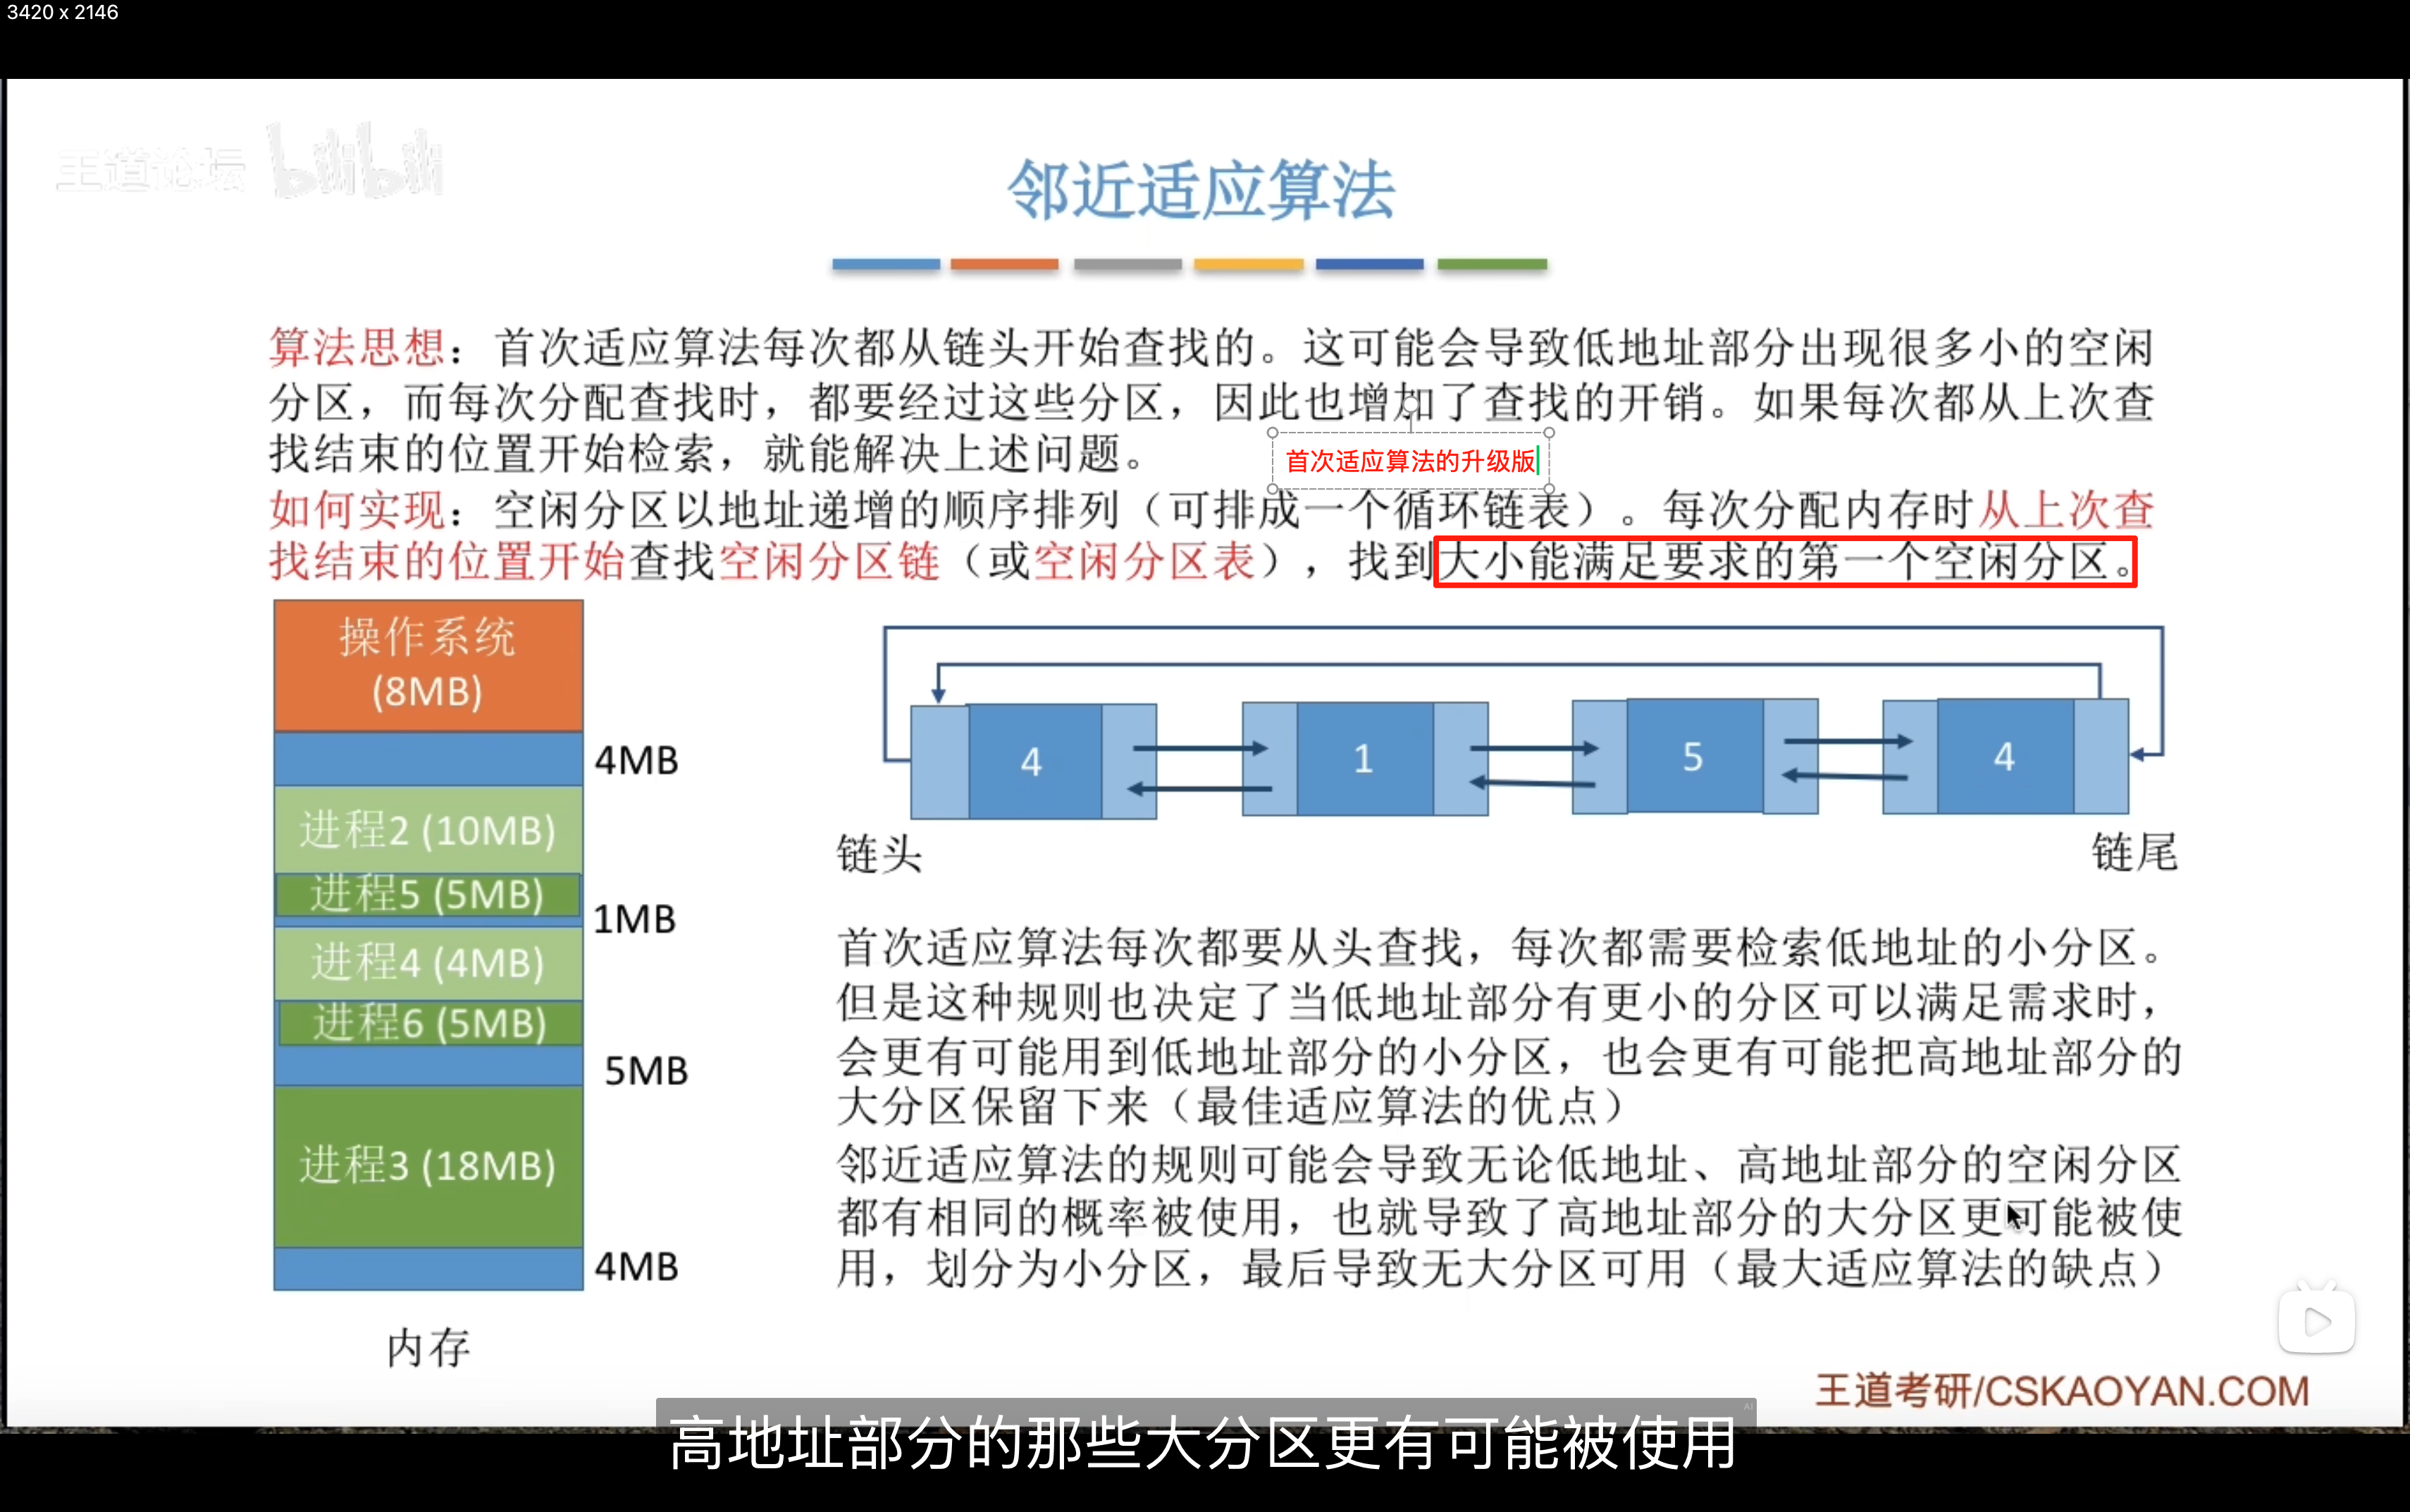 3420 x 2146
王道论坛 bilibili
邻近适应算法
算法思想：首次适应算法每次都从链头开始查找的。这可能会导致低地址部分出现很多小的空闲
分区，而每次分配查找时，都要经过这些分区，因此也增加了查找的开销。如果每次都从上次查
找结束的位置开始检索，就能解决上述问题。
首次适应算法的升级版
如何实现：空闲分区以地址递增的顺序排列（可排成一个循环链表）。每次分配内存时从上次查
找结束的位置开始查找空闲分区链（或空闲分区表），找到大小能满足要求的第一个空闲分区。
操作系统
(8MB)
4MB
进程2 (10MB)
进程5 (5MB)
1MB
进程4 (4MB)
进程6 (5MB)
5MB
进程3 (18MB)
4MB
内存
4
1
5
4
链头
链尾
首次适应算法每次都要从头查找，每次都需要检索低地址的小分区。
但是这种规则也决定了当低地址部分有更小的分区可以满足需求时，
会更有可能用到低地址部分的小分区，也会更有可能把高地址部分的
大分区保留下来（最佳适应算法的优点）
邻近适应算法的规则可能会导致无论低地址、高地址部分的空闲分区
都有相同的概率被使用，也就导致了高地址部分的大分区更可能被使
用，划分为小分区，最后导致无大分区可用（最大适应算法的缺点）
王道考研/CSKAOYAN.COM
AI
高地址部分的那些大分区更有可能被使用